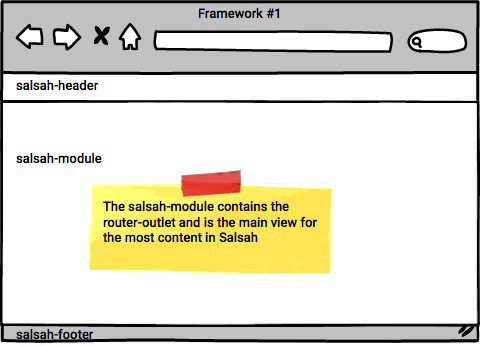 Framework #1
salsah-header
salsah-module
The salsah-module contains the
router-outlet and is the main view for
the most content in Salsah
salsah-footer